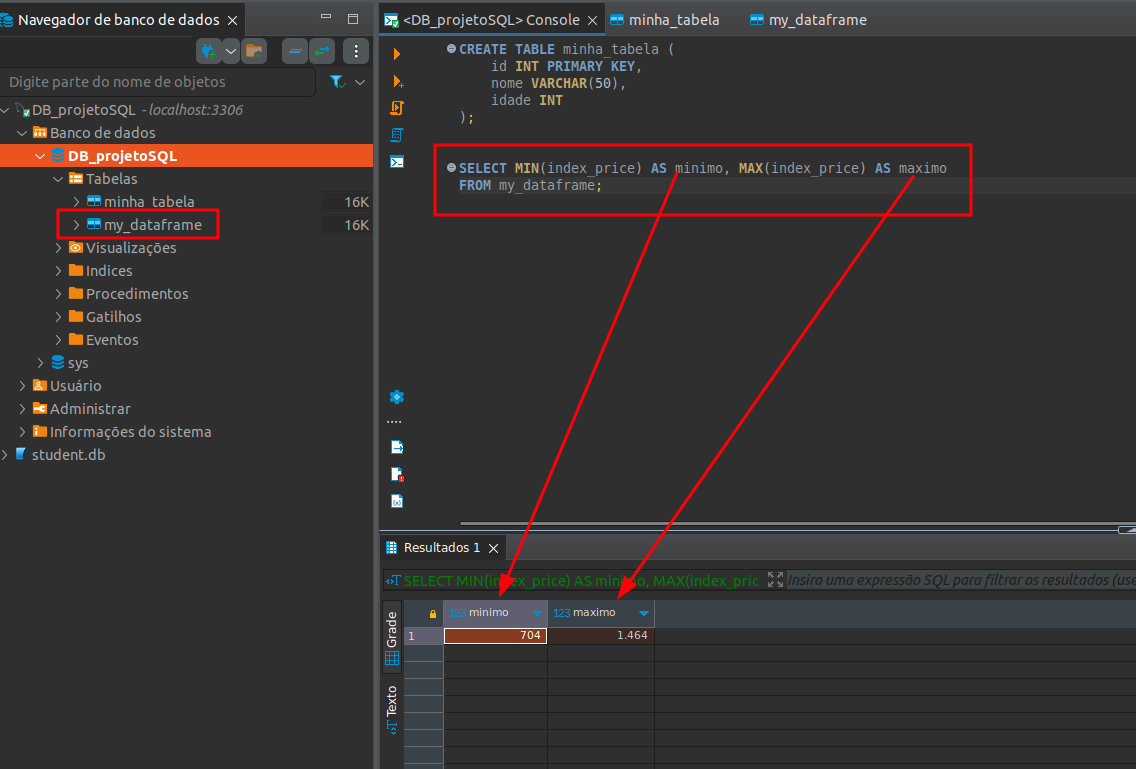 Navegador de banco de dados
Digite parte do nome de objetos
DB_projetoSQL - localhost:3306
Banco de dados
DB_projetoSQL
Tabelas
minha_tabela 16K
my_dataframe 16K
Visualizações
Indices
Procedimentos
Gatilhos
Eventos
sys
Usuário
Administrar
Informações do sistema
student.db
<DB_projetoSQL> Console
minha_tabela
my_dataframe
CREATE TABLE minha_tabela (
id INT PRIMARY KEY,
nome VARCHAR(50),
idade INT
);
SELECT MIN(index_price) AS minimo, MAX(index_price) AS maximo
FROM my_dataframe;
Resultados 1
SELECT MIN(index_price) AS minimo, MAX(index_pric
Insira uma expressão SQL para filtrar os resultados (use
Grade
Texto
123 minimo
123 maximo
1 704 1.464